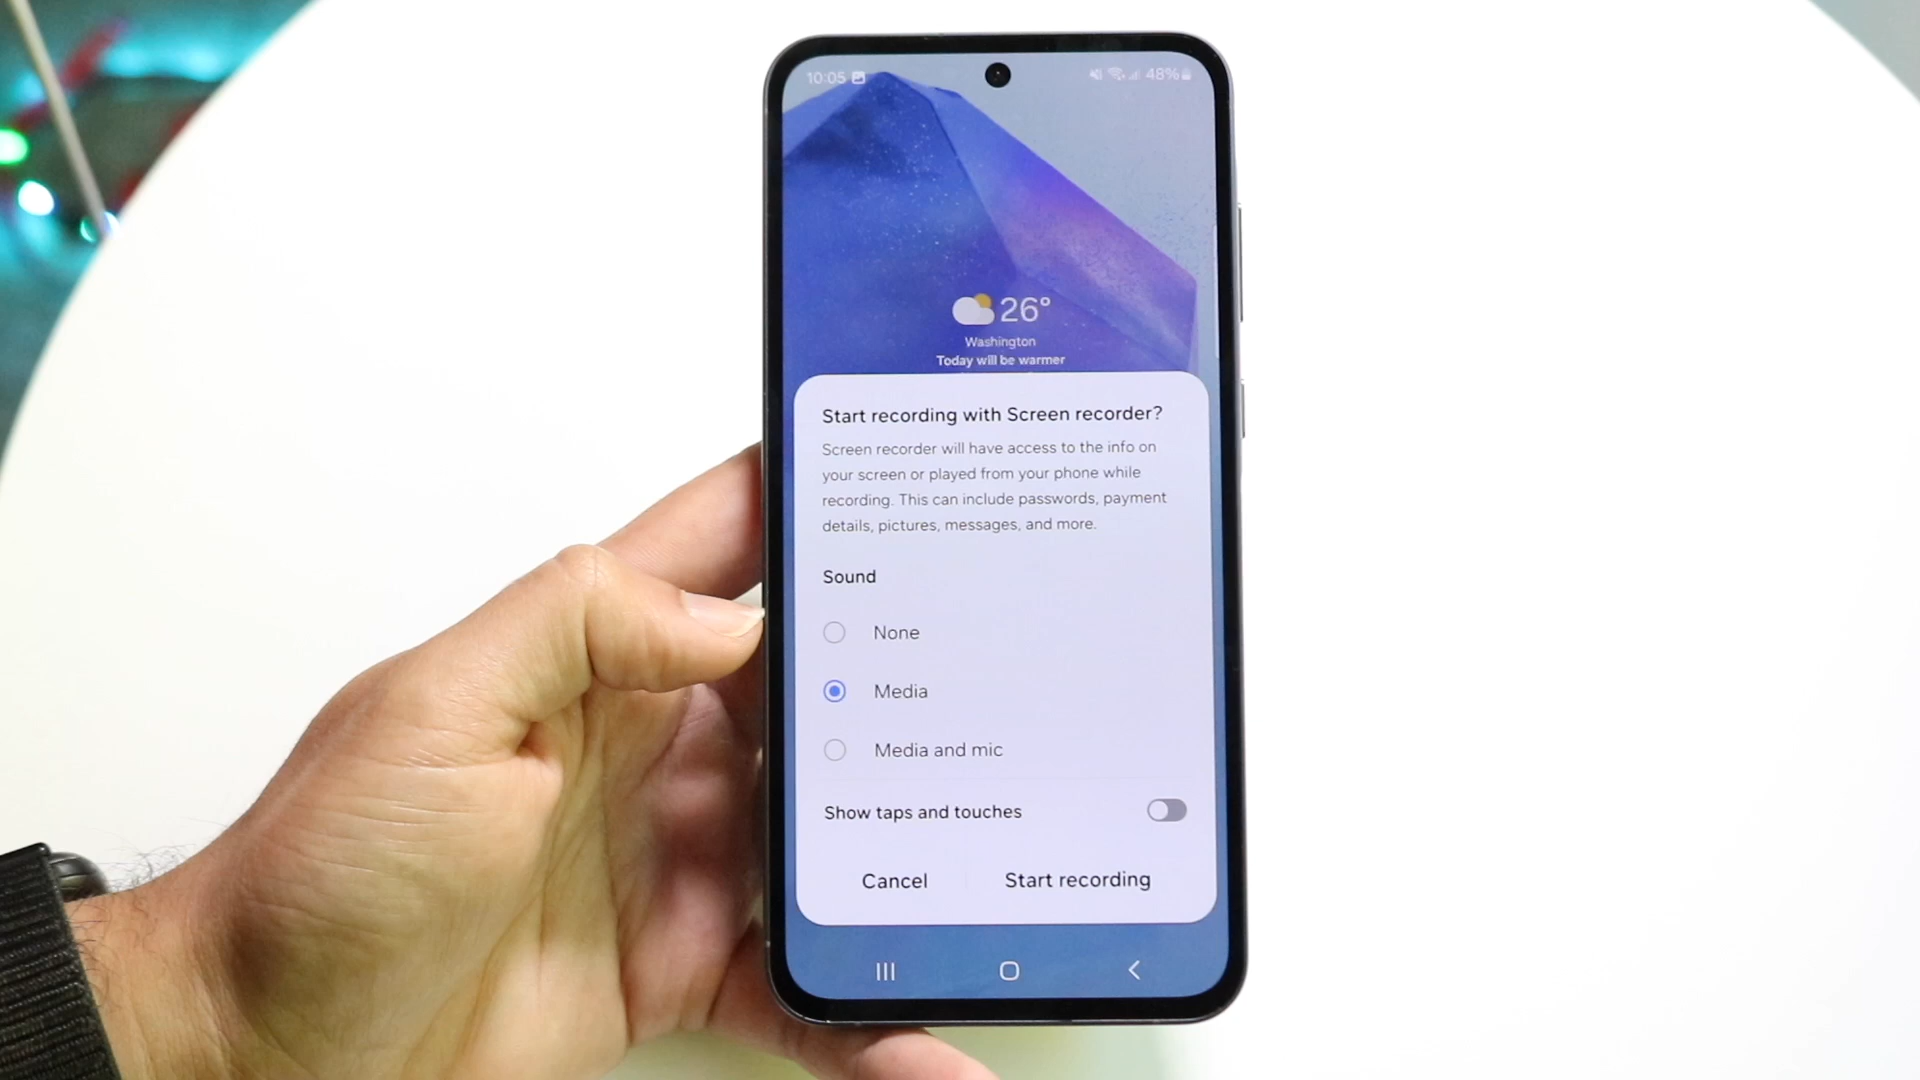 10:05 48%
26°
Washington
Today will be warmer
Start recording with Screen recorder?
Screen recorder will have access to the info on
your screen or played from your phone while
recording. This can include passwords, payment
details, pictures, messages, and more.
Sound
None
Media
Media and mic
Show taps and touches
Cancel Start recording